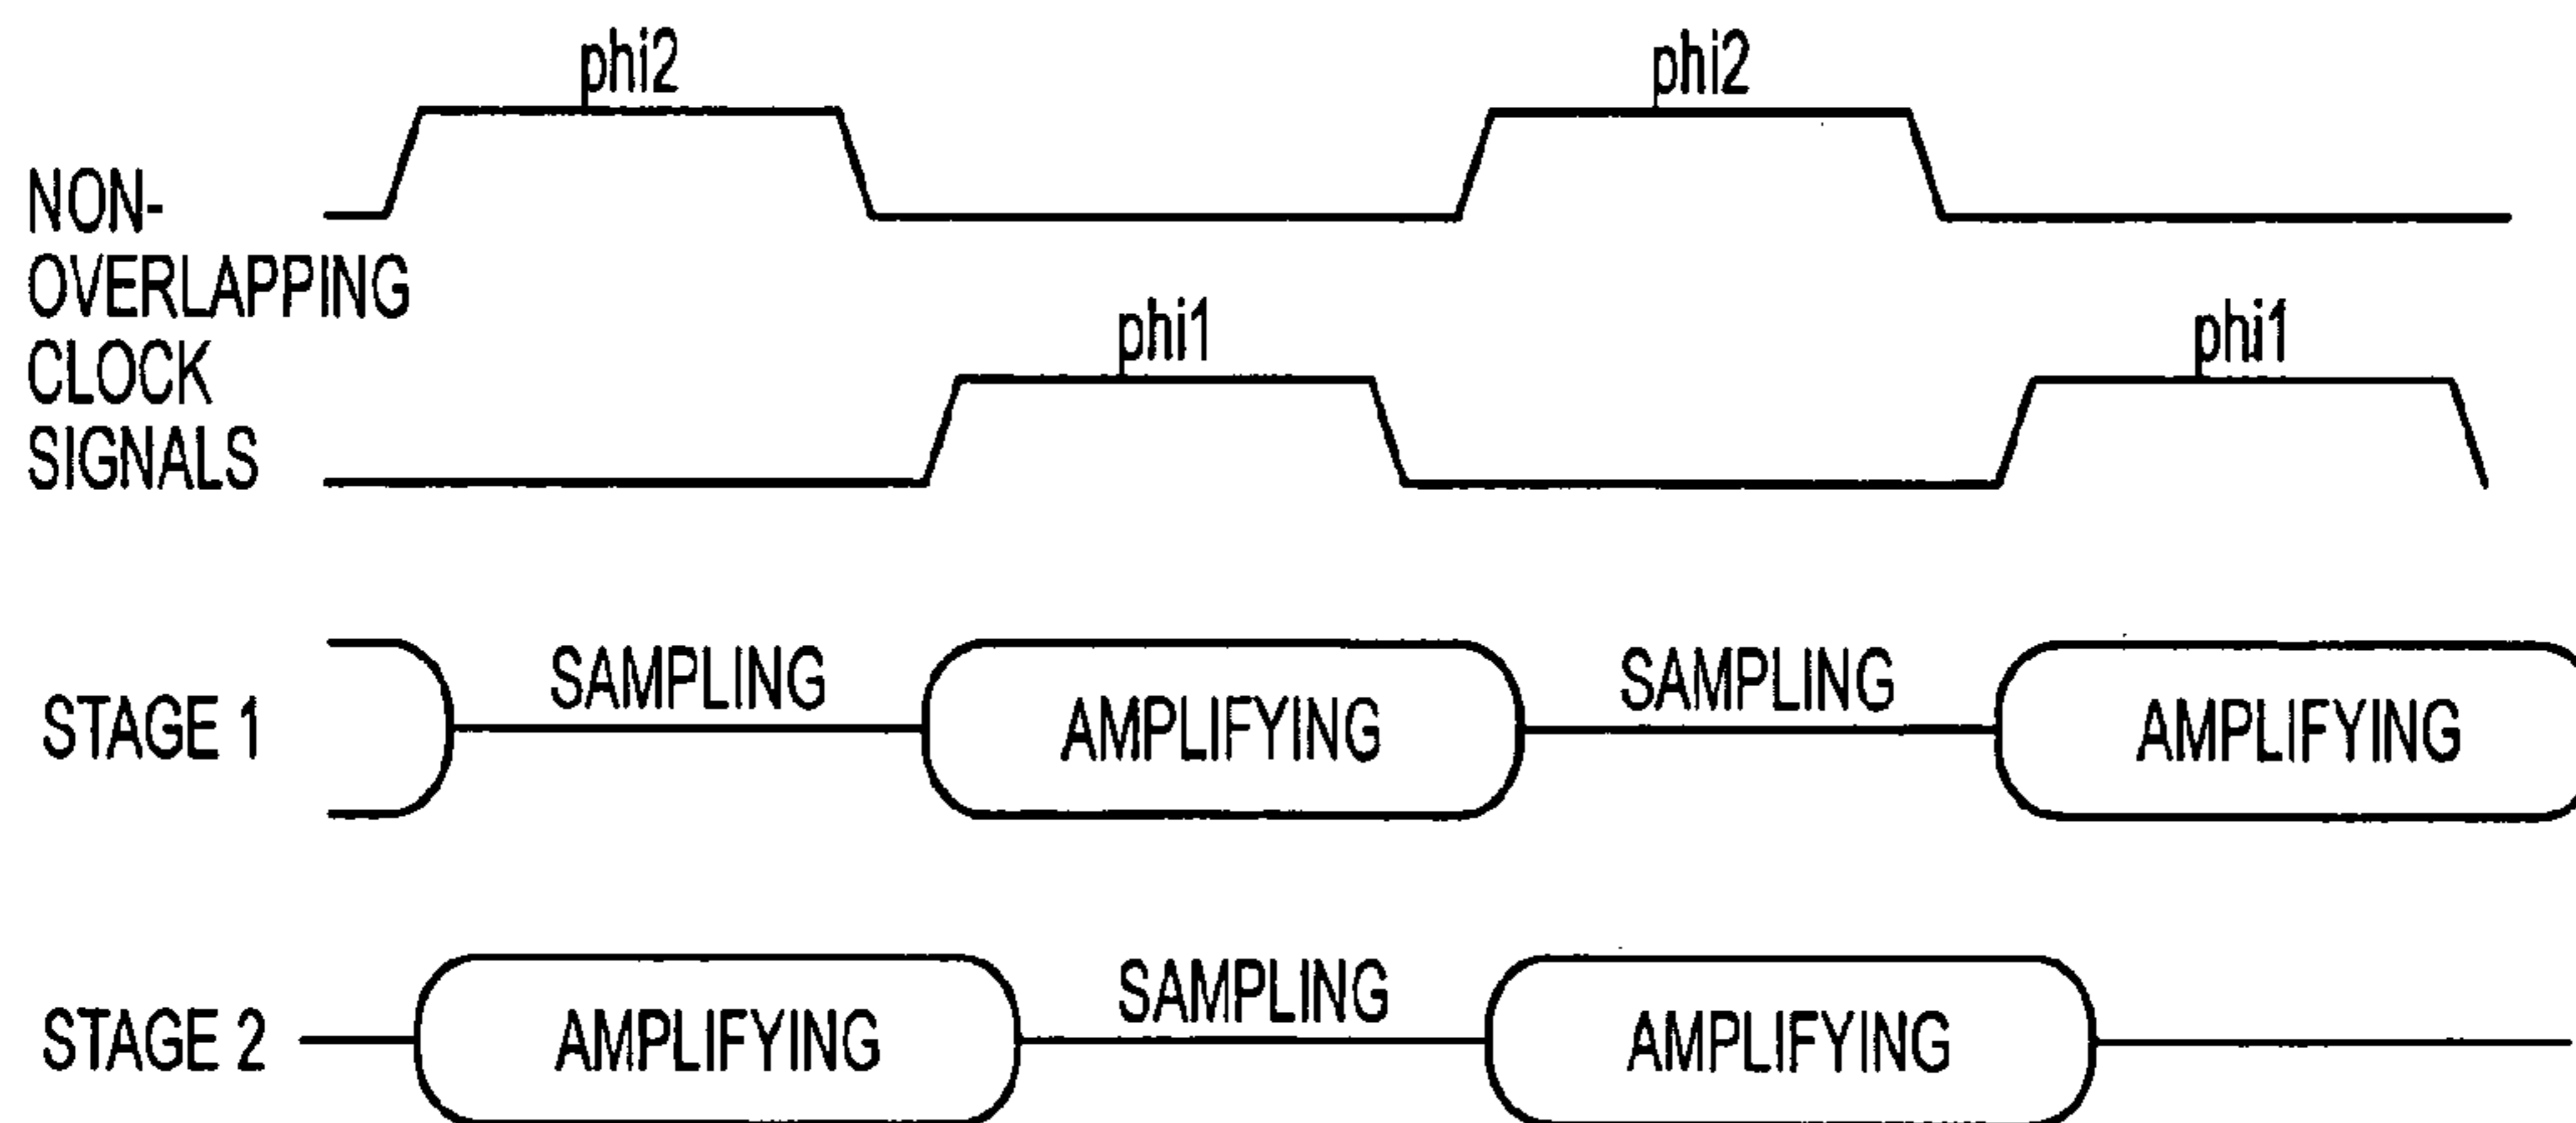 phi2
phi2
NON-
OVERLAPPING
CLOCK
SIGNALS
phi1
phi1
STAGE 1
SAMPLING
AMPLIFYING
SAMPLING
AMPLIFYING
STAGE 2
AMPLIFYING
SAMPLING
AMPLIFYING